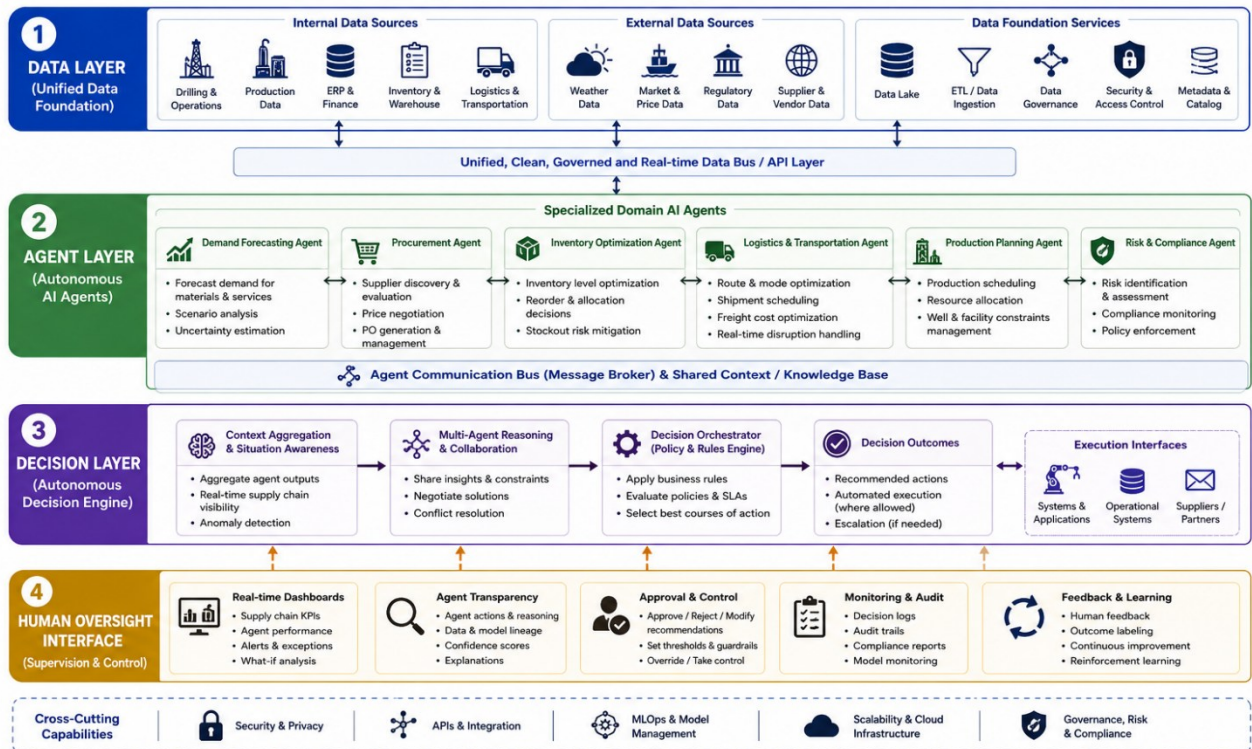 1
DATA LAYER
(Unified Data
Foundation)
Internal Data Sources
Drilling &
Operations
Production
Data
ERP &
Finance
Inventory &
Warehouse
Logistics &
Transportation
External Data Sources
Weather
Data
Market &
Price Data
Regulatory
Data
Supplier &
Vendor Data
Data Foundation Services
Data Lake
ETL / Data
Ingestion
Data
Governance
Security &
Access Control
Metadata &
Catalog
Unified, Clean, Governed and Real-time Data Bus / API Layer
2
AGENT LAYER
(Autonomous
AI Agents)
Specialized Domain AI Agents
Demand Forecasting Agent
• Forecast demand for
materials & services
• Scenario analysis
• Uncertainty estimation
Procurement Agent
• Supplier discovery &
evaluation
• Price negotiation
• PO generation &
management
Inventory Optimization Agent
• Inventory level optimization
• Reorder & allocation
decisions
• Stockout risk mitigation
Logistics & Transportation Agent
• Route & mode optimization
• Shipment scheduling
• Freight cost optimization
• Real-time disruption handling
Production Planning Agent
• Production scheduling
• Resource allocation
• Well & facility constraints
management
Risk & Compliance Agent
• Risk identification
& assessment
• Compliance monitoring
• Policy enforcement
Agent Communication Bus (Message Broker) & Shared Context / Knowledge Base
3
DECISION LAYER
(Autonomous
Decision Engine)
Context Aggregation
& Situation Awareness
• Aggregate agent outputs
• Real-time supply chain
visibility
• Anomaly detection
Multi-Agent Reasoning
& Collaboration
• Share insights & constraints
• Negotiate solutions
• Conflict resolution
Decision Orchestrator
(Policy & Rules Engine)
• Apply business rules
• Evaluate policies & SLAs
• Select best courses of action
Decision Outcomes
• Recommended actions
• Automated execution
(where allowed)
• Escalation (if needed)
Execution Interfaces
Systems &
Applications
Operational
Systems
Suppliers /
Partners
4
HUMAN OVERSIGHT
INTERFACE
(Supervision & Control)
Real-time Dashboards
• Supply chain KPIs
• Agent performance
• Alerts & exceptions
• What-if analysis
Agent Transparency
• Agent actions & reasoning
• Data & model lineage
• Confidence scores
• Explanations
Approval & Control
• Approve / Reject / Modify
recommendations
• Set thresholds & guardrails
• Override / Take control
Monitoring & Audit
• Decision logs
• Audit trails
• Compliance reports
• Model monitoring
Feedback & Learning
• Human feedback
• Outcome labeling
• Continuous improvement
• Reinforcement learning
Cross-Cutting
Capabilities
Security & Privacy
APIs & Integration
MLOps & Model
Management
Scalability & Cloud
Infrastructure
Governance, Risk
& Compliance